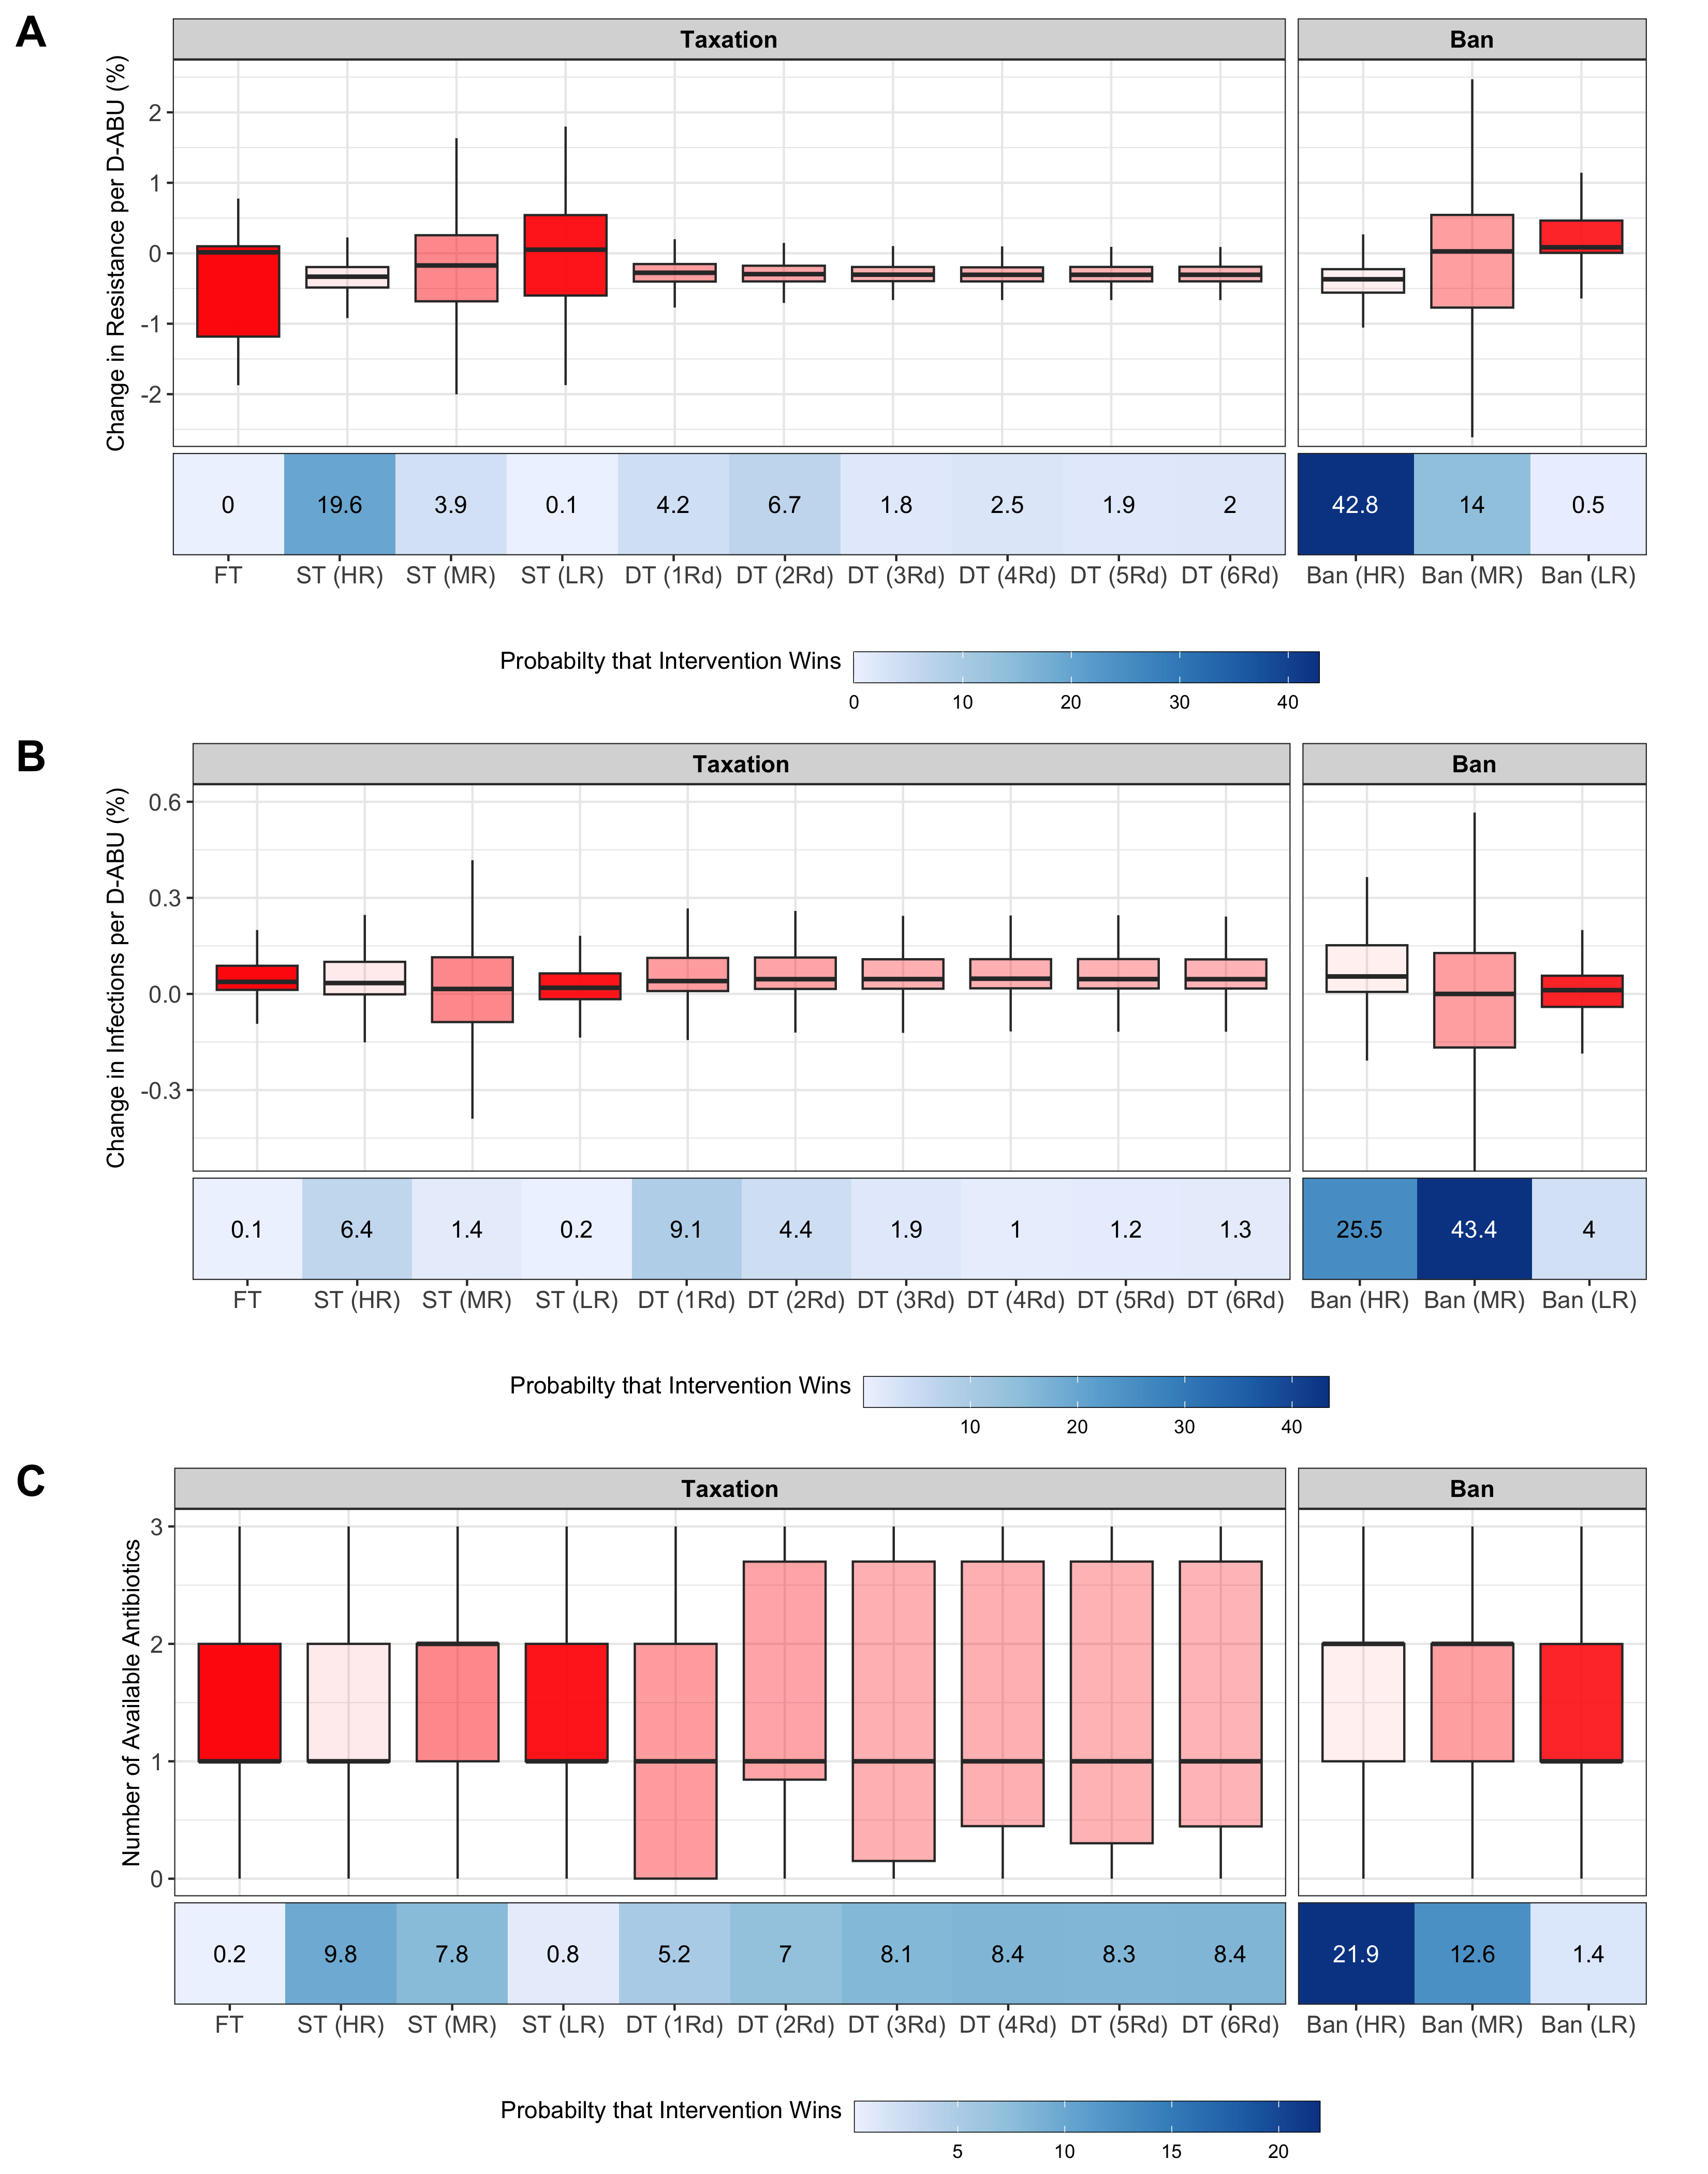 A
Taxation
Ban
Change in Resistance per D-ABU (%)
2
1
0
-1
-2
0 19.6 3.9 0.1 4.2 6.7 1.8 2.5 1.9 2 42.8 14 0.5
FT ST (HR) ST (MR) ST (LR) DT (1Rd) DT (2Rd) DT (3Rd) DT (4Rd) DT (5Rd) DT (6Rd) Ban (HR) Ban (MR) Ban (LR)
Probabilty that Intervention Wins
0 10 20 30 40
B
Taxation
Ban
Change in Infections per D-ABU (%)
0.6
0.3
0.0
-0.3
0.1 6.4 1.4 0.2 9.1 4.4 1.9 1 1.2 1.3 25.5 43.4 4
FT ST (HR) ST (MR) ST (LR) DT (1Rd) DT (2Rd) DT (3Rd) DT (4Rd) DT (5Rd) DT (6Rd) Ban (HR) Ban (MR) Ban (LR)
Probabilty that Intervention Wins
10 20 30 40
C
Taxation
Ban
Number of Available Antibiotics
3
2
1
0
0.2 9.8 7.8 0.8 5.2 7 8.1 8.4 8.3 8.4 21.9 12.6 1.4
FT ST (HR) ST (MR) ST (LR) DT (1Rd) DT (2Rd) DT (3Rd) DT (4Rd) DT (5Rd) DT (6Rd) Ban (HR) Ban (MR) Ban (LR)
Probabilty that Intervention Wins
5 10 15 20